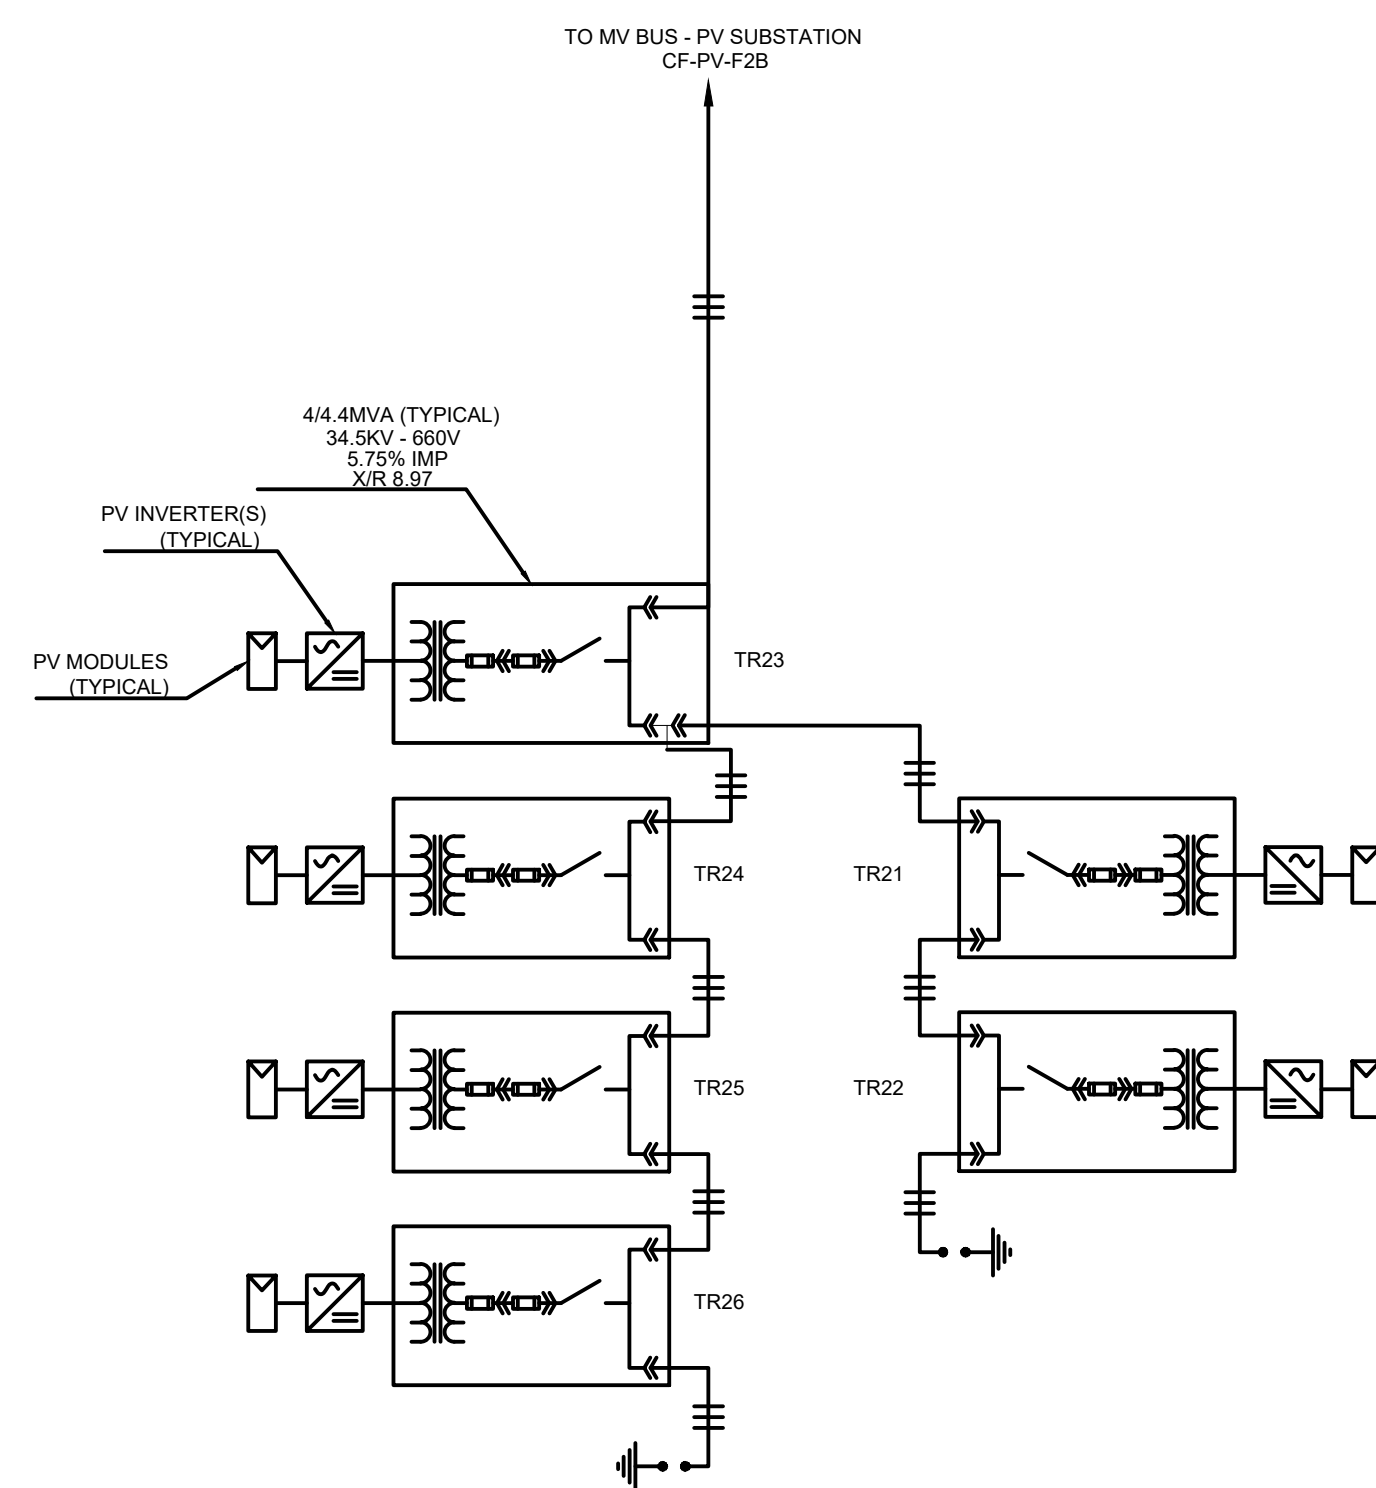 TO MV BUS - PV SUBSTATION
CF-PV-F2B
4/4.4MVA (TYPICAL)
34.5KV - 660V
5.75% IMP
X/R 8.97
PV INVERTER(S)
(TYPICAL)
PV MODULES
(TYPICAL)
TR23
TR24
TR21
TR25
TR22
TR26